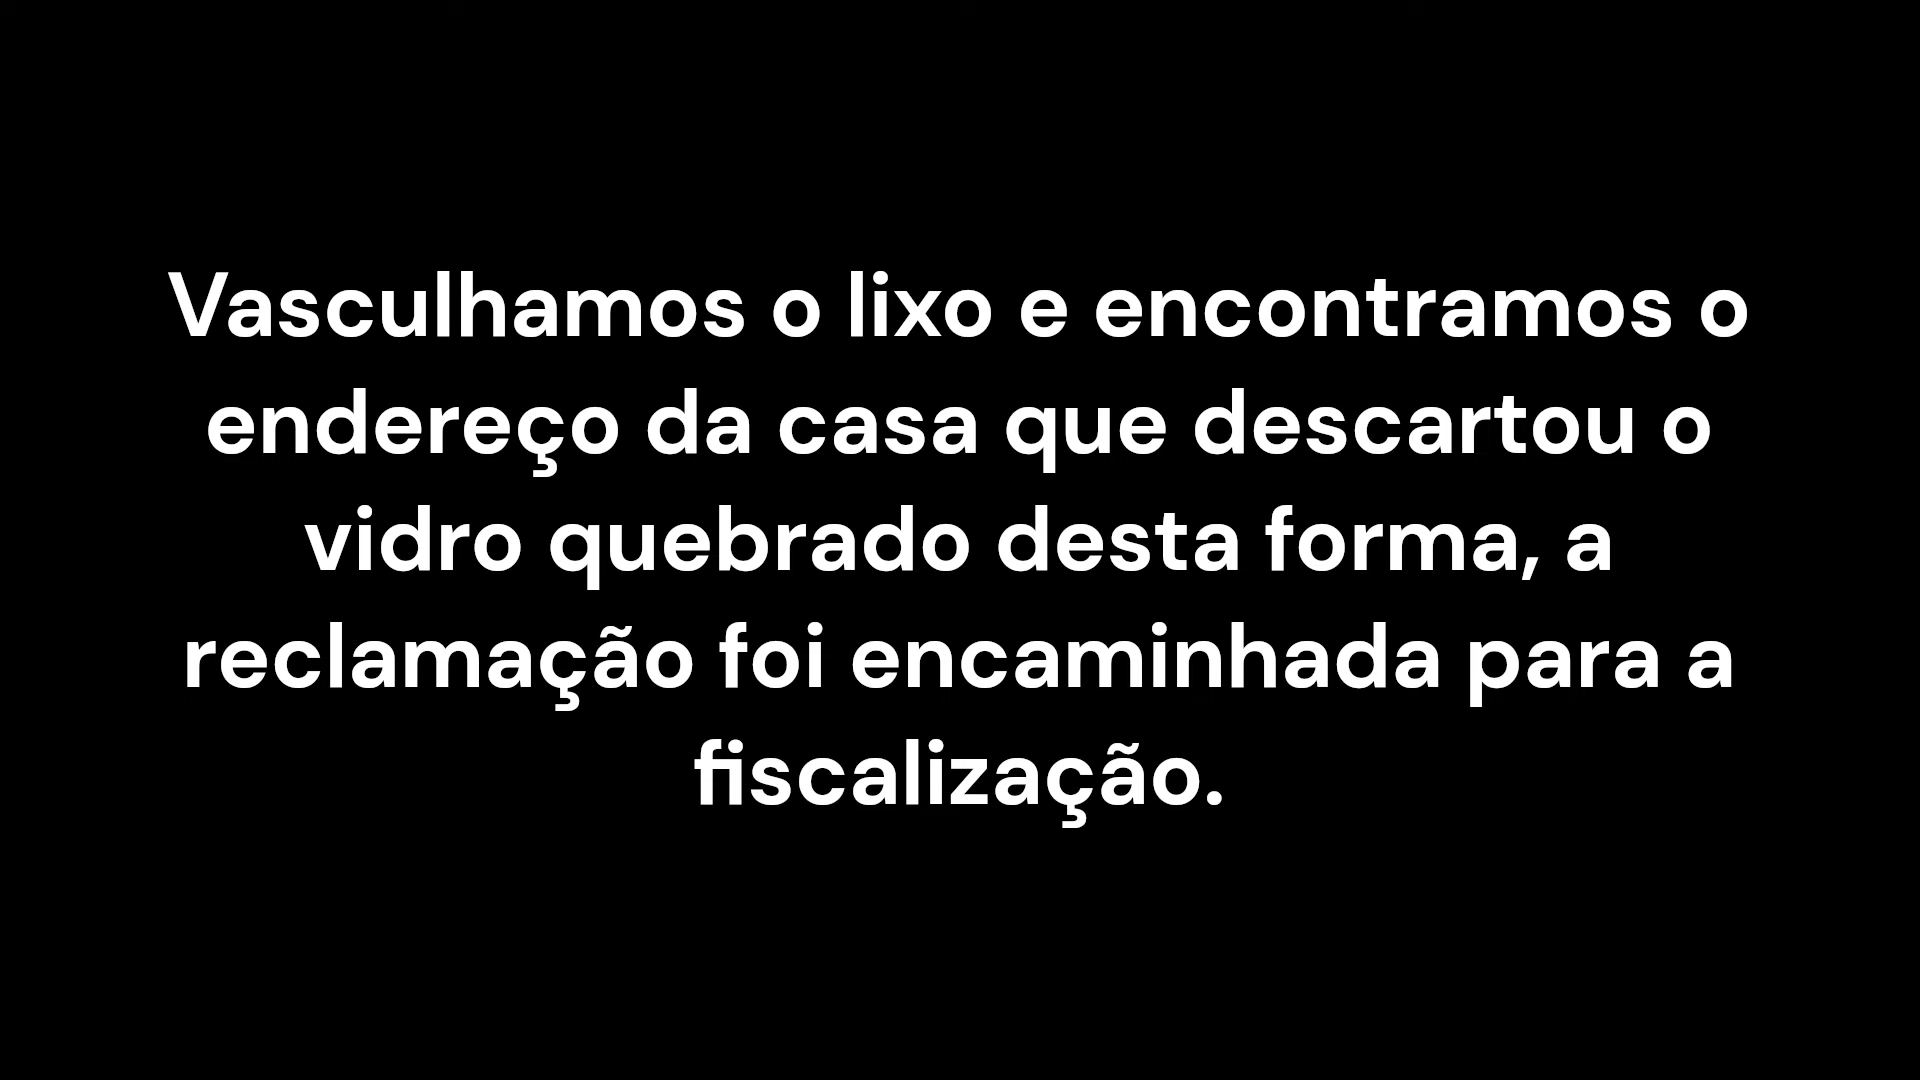 Vasculhamos o lixo e encontramos o
endereço da casa que descartou o
vidro quebrado desta forma, a
reclamação foi encaminhada para a
fiscalização.